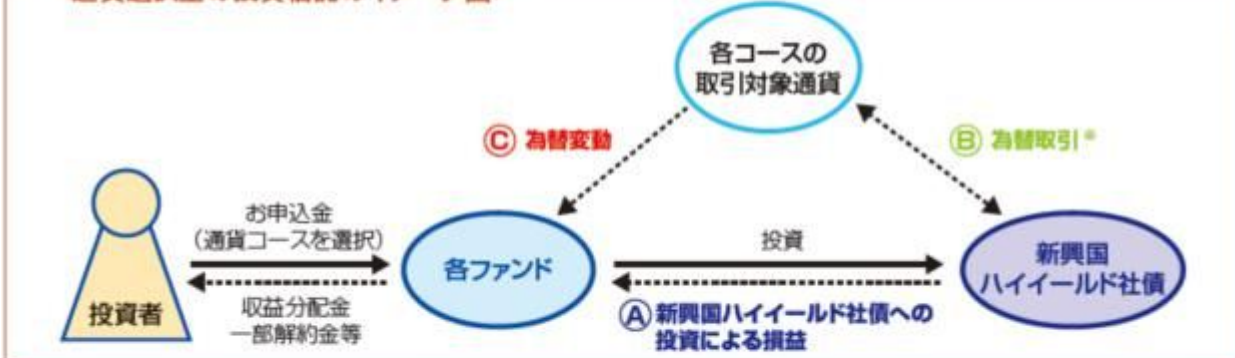 各コースの
取引対象通貨
Ⓒ 為替変動
Ⓑ 為替取引※
お申込金
（通貨コースを選択）
各ファンド
投資
新興国
ハイイールド社債
投資者
収益分配金
一部解約金等
Ⓐ 新興国ハイイールド社債への
投資による損益